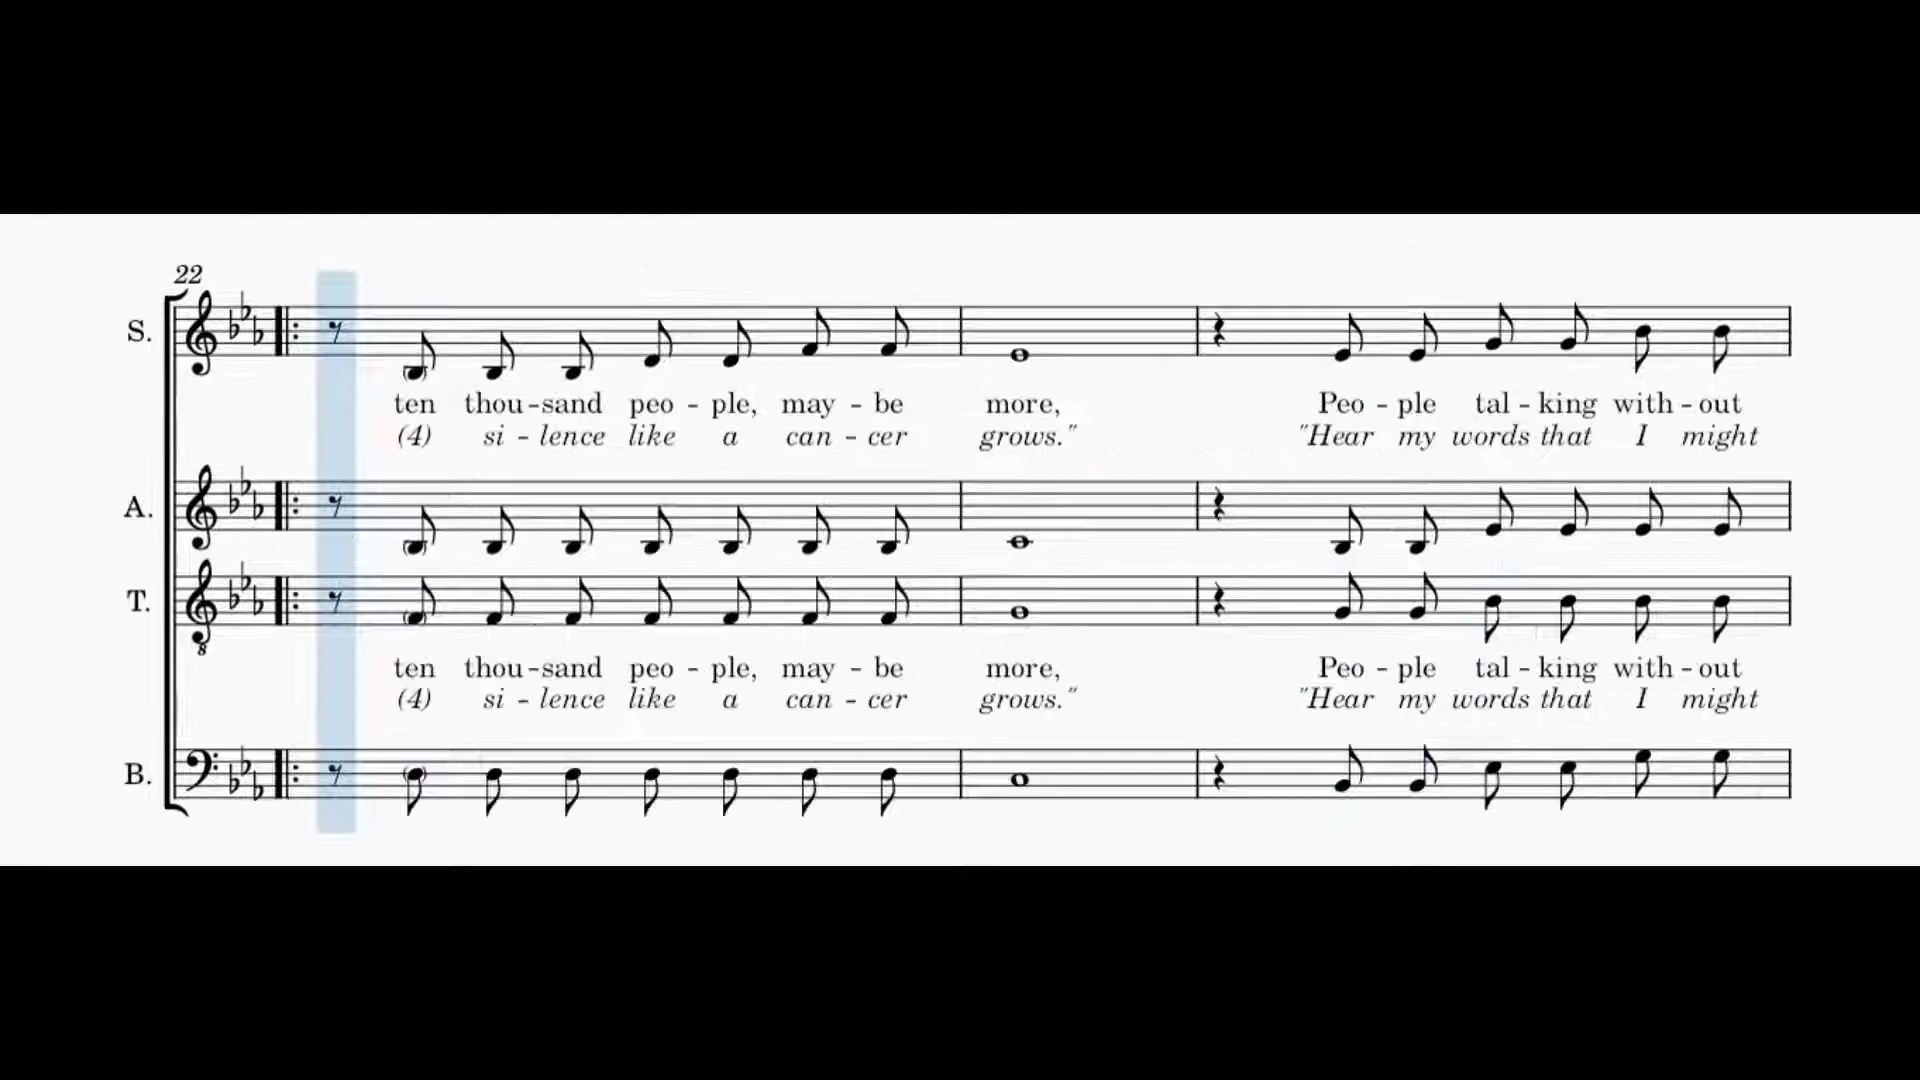 22
S.
ten thou-sand peo - ple, may - be more, Peo - ple tal - king with - out
(4) si - lence like a can - cer grows." "Hear my words that I might
A.
T.
8
ten thou-sand peo - ple, may - be more, Peo - ple tal - king with - out
(4) si - lence like a can - cer grows." "Hear my words that I might
B.